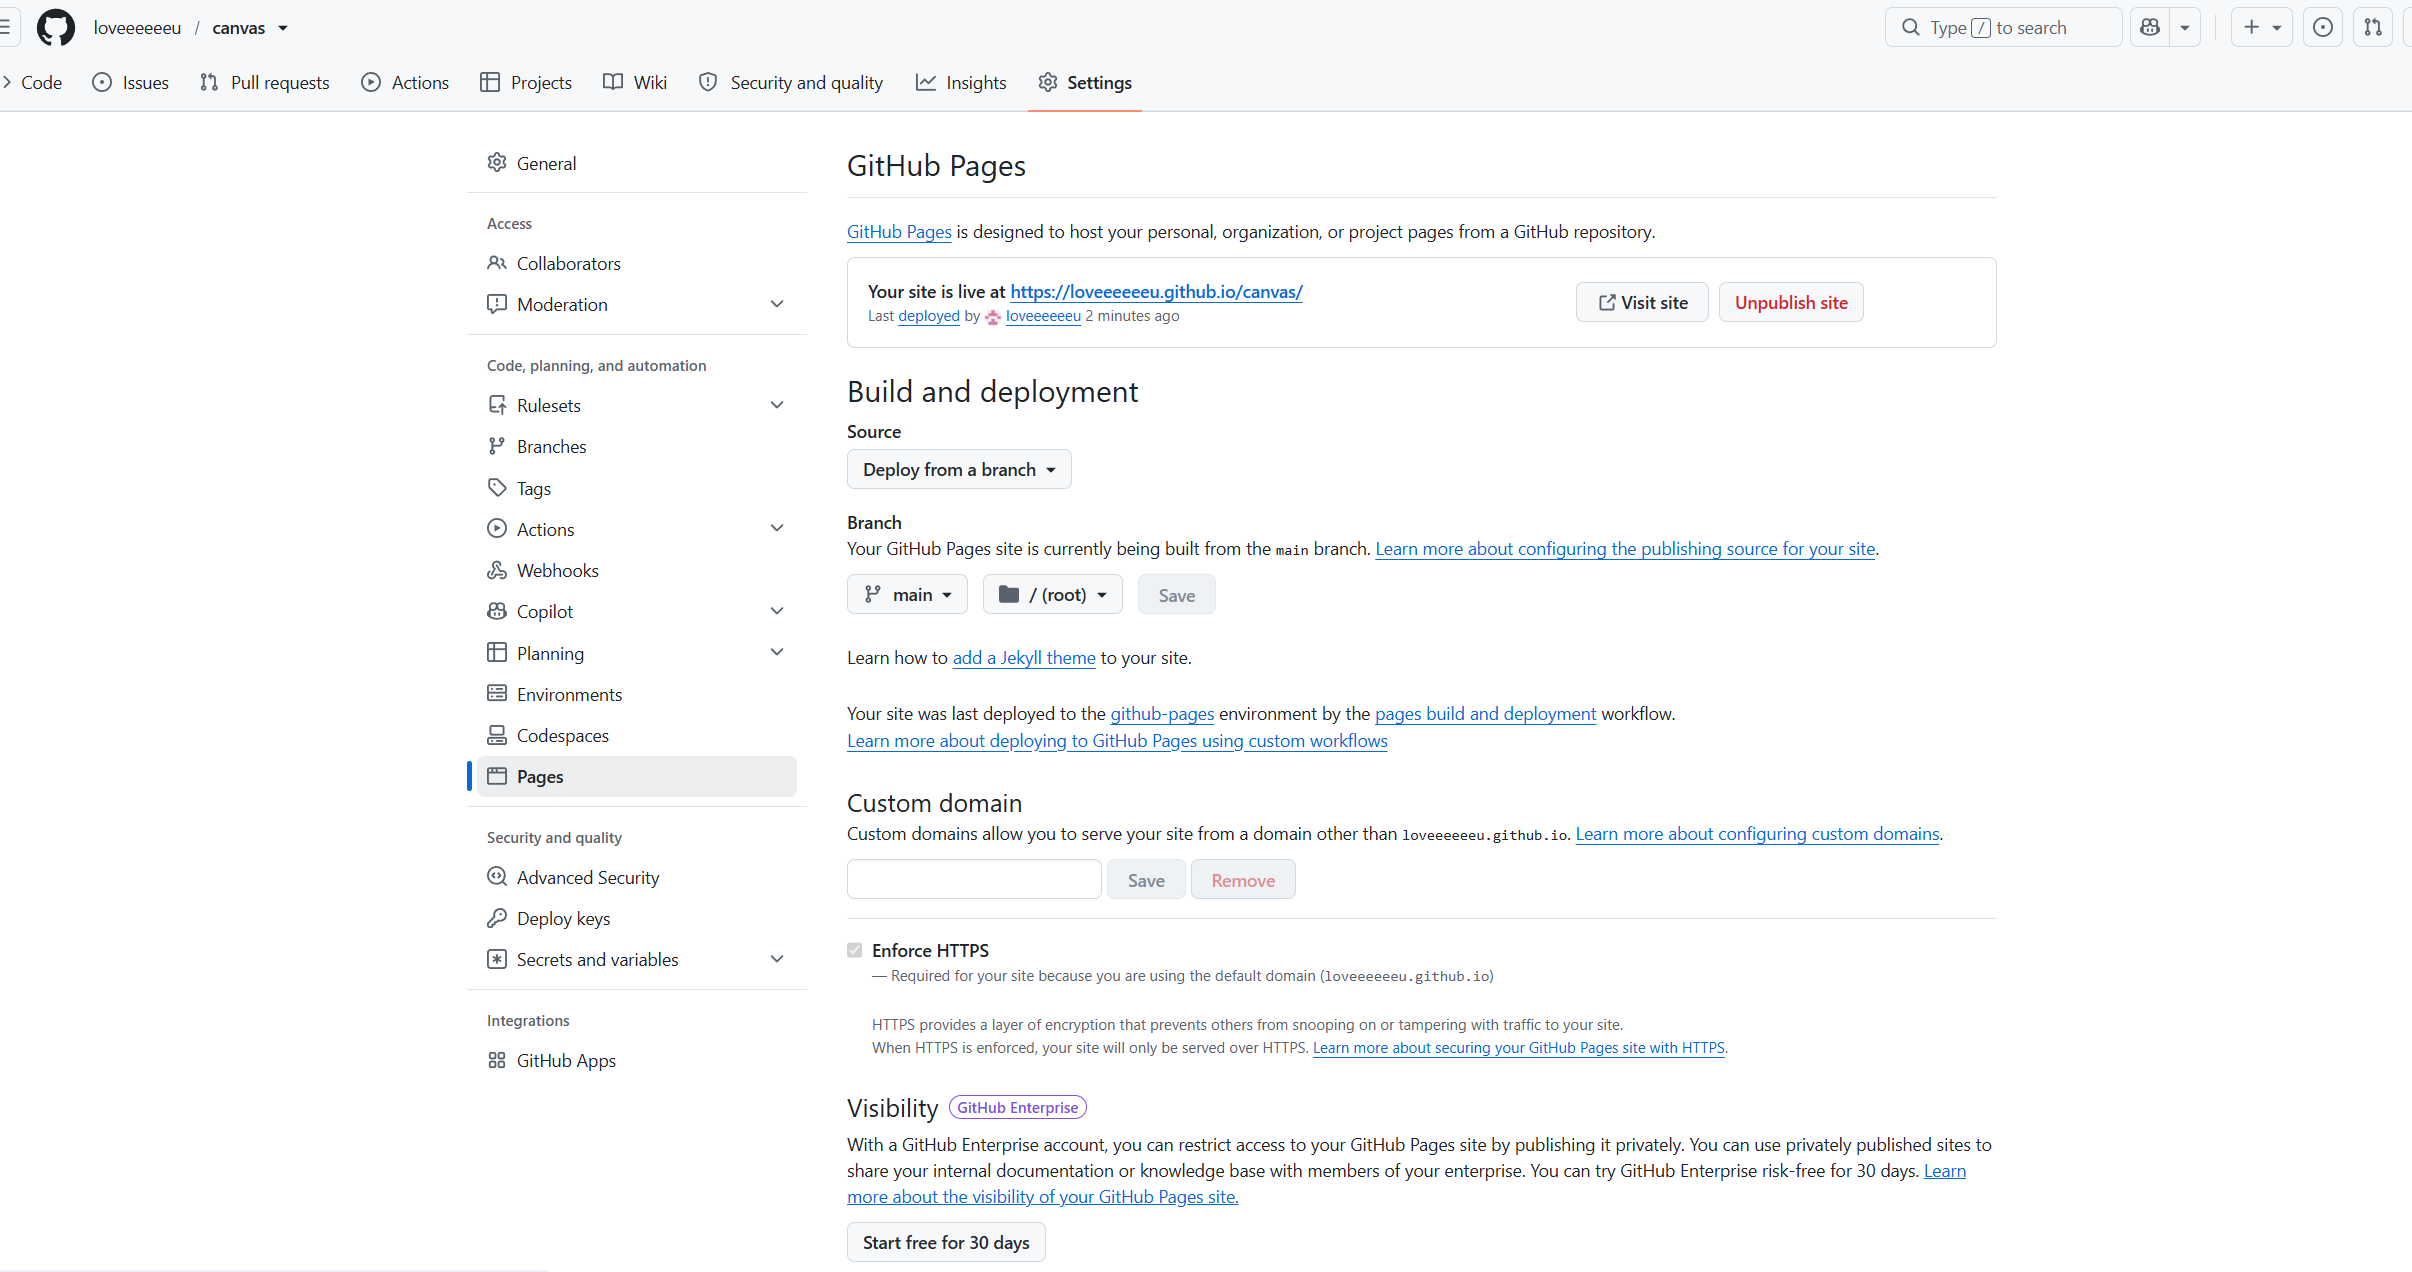 loveeeeeeu / canvas
Type / to search
Code
Issues
Pull requests
Actions
Projects
Wiki
Security and quality
Insights
Settings
General
Access
Collaborators
Moderation
Code, planning, and automation
Rulesets
Branches
Tags
Actions
Webhooks
Copilot
Planning
Environments
Codespaces
Pages
Security and quality
Advanced Security
Deploy keys
Secrets and variables
Integrations
GitHub Apps
GitHub Pages
GitHub Pages is designed to host your personal, organization, or project pages from a GitHub repository.
Your site is live at https://loveeeeeeu.github.io/canvas/
Last deployed by loveeeeeeu 2 minutes ago
Visit site
Unpublish site
Build and deployment
Source
Deploy from a branch
Branch
Your GitHub Pages site is currently being built from the main branch. Learn more about configuring the publishing source for your site.
main
/ (root)
Save
Learn how to add a Jekyll theme to your site.
Your site was last deployed to the github-pages environment by the pages build and deployment workflow.
Learn more about deploying to GitHub Pages using custom workflows
Custom domain
Custom domains allow you to serve your site from a domain other than loveeeeeeu.github.io. Learn more about configuring custom domains.
Save
Remove
Enforce HTTPS
— Required for your site because you are using the default domain (loveeeeeeu.github.io)
HTTPS provides a layer of encryption that prevents others from snooping on or tampering with traffic to your site.
When HTTPS is enforced, your site will only be served over HTTPS. Learn more about securing your GitHub Pages site with HTTPS.
Visibility
GitHub Enterprise
With a GitHub Enterprise account, you can restrict access to your GitHub Pages site by publishing it privately. You can use privately published sites to
share your internal documentation or knowledge base with members of your enterprise. You can try GitHub Enterprise risk-free for 30 days. Learn
more about the visibility of your GitHub Pages site.
Start free for 30 days